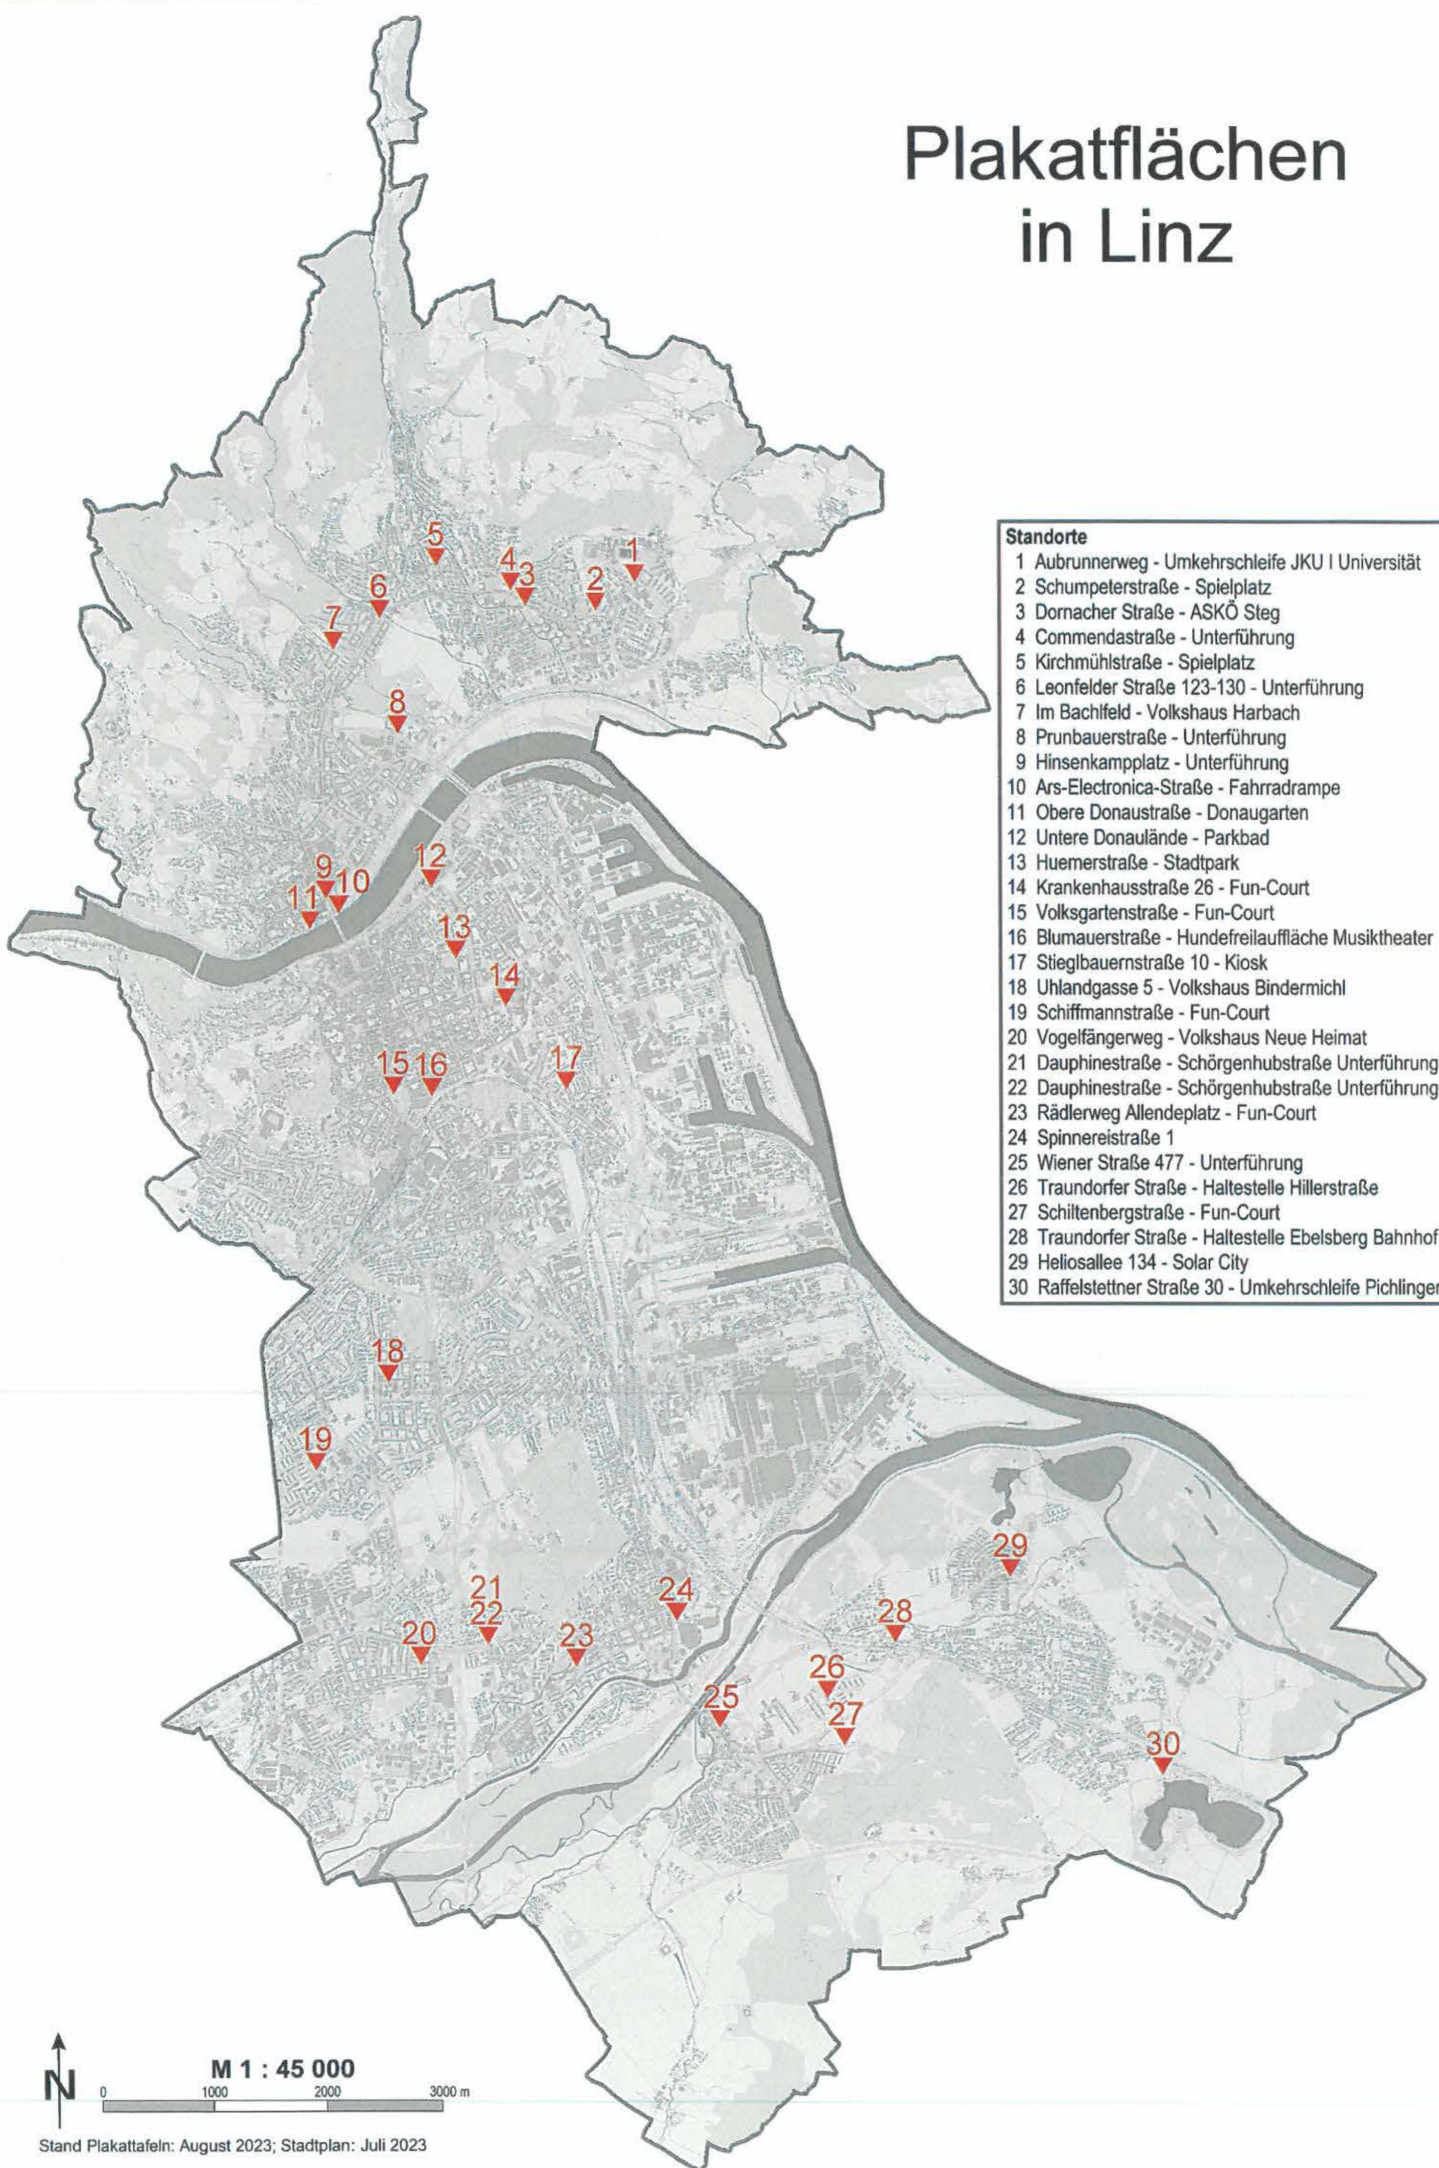 Plakatflächen
in Linz
5
4
3
1
2
6
7
8
Standorte
1 Aubrunnerweg - Umkehrschleife JKU I Universität
2 Schumpeterstraße - Spielplatz
3 Dornacher Straße - ASKÖ Steg
4 Commendastraße - Unterführung
5 Kirchmühlstraße - Spielplatz
6 Leonfelder Straße 123-130 - Unterführung
7 Im Bachlfeld - Volkshaus Harbach
8 Prunbauerstraße - Unterführung
9 Hinsenkampplatz - Unterführung
10 Ars-Electronica-Straße - Fahrradrampe
11 Obere Donaustraße - Donaugarten
12 Untere Donaulände - Parkbad
13 Huemerstraße - Stadtpark
14 Krankenhausstraße 26 - Fun-Court
15 Volksgartenstraße - Fun-Court
16 Blumauerstraße - Hundefreilauffläche Musiktheater
17 Stieglbauernstraße 10 - Kiosk
18 Uhlandgasse 5 - Volkshaus Bindermichl
19 Schiffmannstraße - Fun-Court
20 Vogelfängerweg - Volkshaus Neue Heimat
21 Dauphinestraße - Schörgenhubstraße Unterführung
22 Dauphinestraße - Schörgenhubstraße Unterführung
23 Rädlerweg Allendeplatz - Fun-Court
24 Spinnereistraße 1
25 Wiener Straße 477 - Unterführung
26 Traundorfer Straße - Haltestelle Hillerstraße
27 Schiltenbergstraße - Fun-Court
28 Traundorfer Straße - Haltestelle Ebelsberg Bahnhof
29 Heliosallee 134 - Solar City
30 Raffelstettner Straße 30 - Umkehrschleife Pichlinger
9
10
11
12
13
14
15
16
17
18
19
20
21
22
23
24
25
26
27
28
29
30
N
M 1 : 45 000
0 1000 2000 3000 m
Stand Plakattafeln: August 2023; Stadtplan: Juli 2023